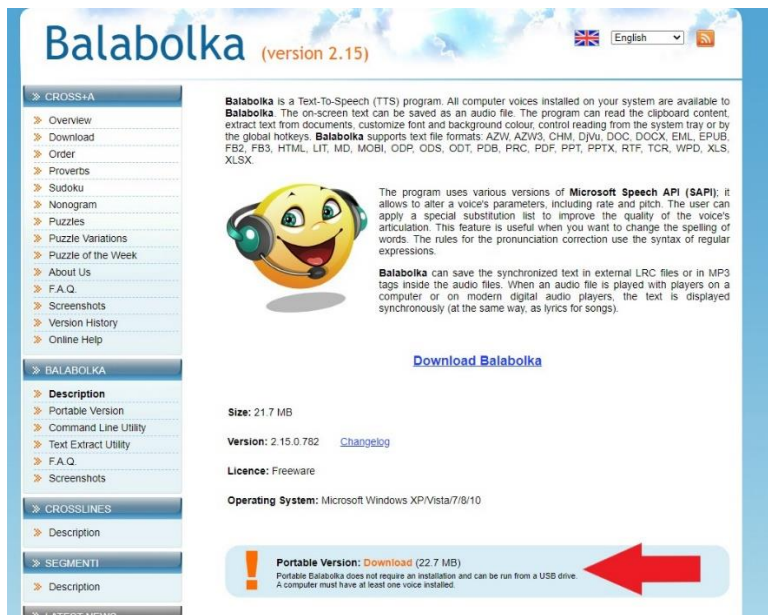 Balabolka (version 2.15)
English
» CROSS+A
» Overview
» Download
» Order
» Proverbs
» Sudoku
» Nonogram
» Puzzles
» Puzzle Variations
» Puzzle of the Week
» About Us
» F.A.Q.
» Screenshots
» Version History
» Online Help
» BALABOLKA
» Description
» Portable Version
» Command Line Utility
» Text Extract Utility
» F.A.Q.
» Screenshots
» CROSSLINES
» Description
» SEGMENTI
» Description
» LATEST NEWS
Balabolka is a Text-To-Speech (TTS) program. All computer voices installed on your system are available to
Balabolka. The on-screen text can be saved as an audio file. The program can read the clipboard content,
extract text from documents, customize font and background colour, control reading from the system tray or by
the global hotkeys. Balabolka supports text file formats: AZW, AZW3, CHM, DjVu, DOC, DOCX, EML, EPUB,
FB2, FB3, HTML, LIT, MD, MOBI, ODP, ODS, ODT, PDB, PRC, PDF, PPT, PPTX, RTF, TCR, WPD, XLS,
XLSX.
The program uses various versions of Microsoft Speech API (SAPI); it
allows to alter a voice's parameters, including rate and pitch. The user can
apply a special substitution list to improve the quality of the voice's
articulation. This feature is useful when you want to change the spelling of
words. The rules for the pronunciation correction use the syntax of regular
expressions.
Balabolka can save the synchronized text in external LRC files or in MP3
tags inside the audio files. When an audio file is played with players on a
computer or on modern digital audio players, the text is displayed
synchronously (at the same way, as lyrics for songs).
Download Balabolka
Size: 21.7 MB
Version: 2.15.0.782 Changelog
Licence: Freeware
Operating System: Microsoft Windows XP/Vista/7/8/10
Portable Version: Download (22.7 MB)
Portable Balabolka does not require an installation and can be run from a USB drive.
A computer must have at least one voice installed.